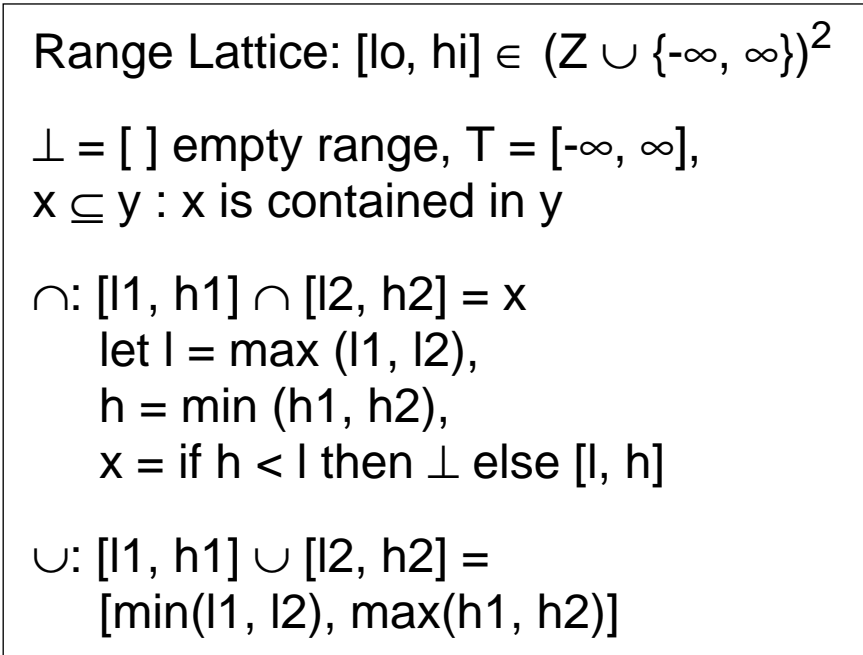 Range Lattice: [lo, hi] ∈ (Z ∪ {-∞, ∞})²
⊥ = [ ] empty range, T = [-∞, ∞],
x ⊆ y : x is contained in y
∩: [l1, h1] ∩ [l2, h2] = x
let l = max (l1, l2),
h = min (h1, h2),
x = if h < l then ⊥ else [l, h]
∪: [l1, h1] ∪ [l2, h2] =
[min(l1, l2), max(h1, h2)]